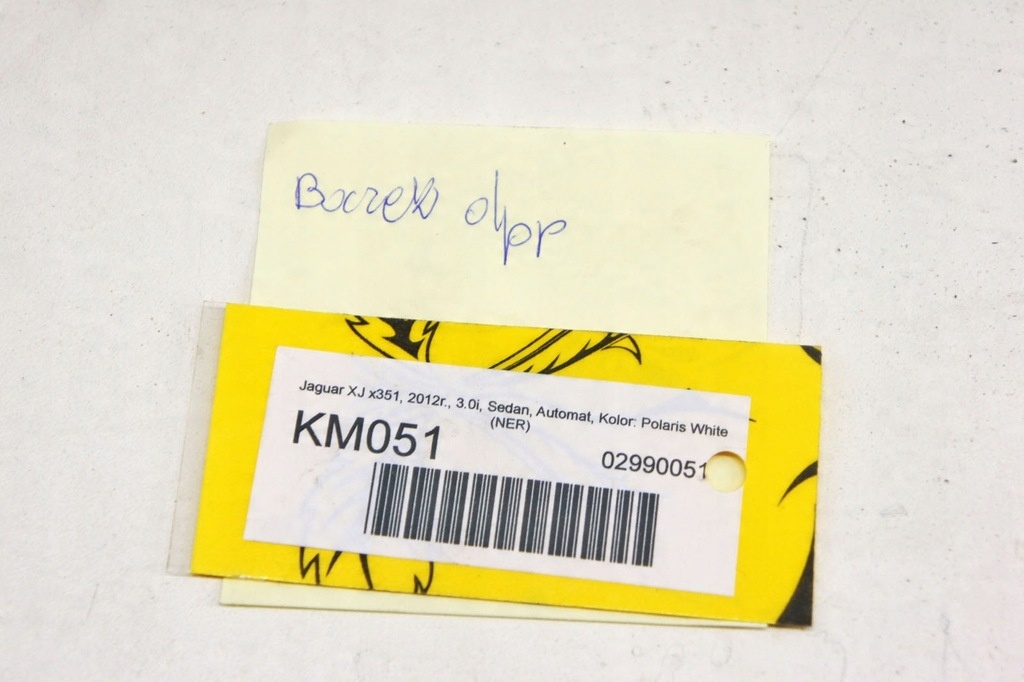 Jaguar XJ x351, 2012r., 3.0i, Sedan, Automat, Kolor: Polaris White
(NER)
KM051
02990051